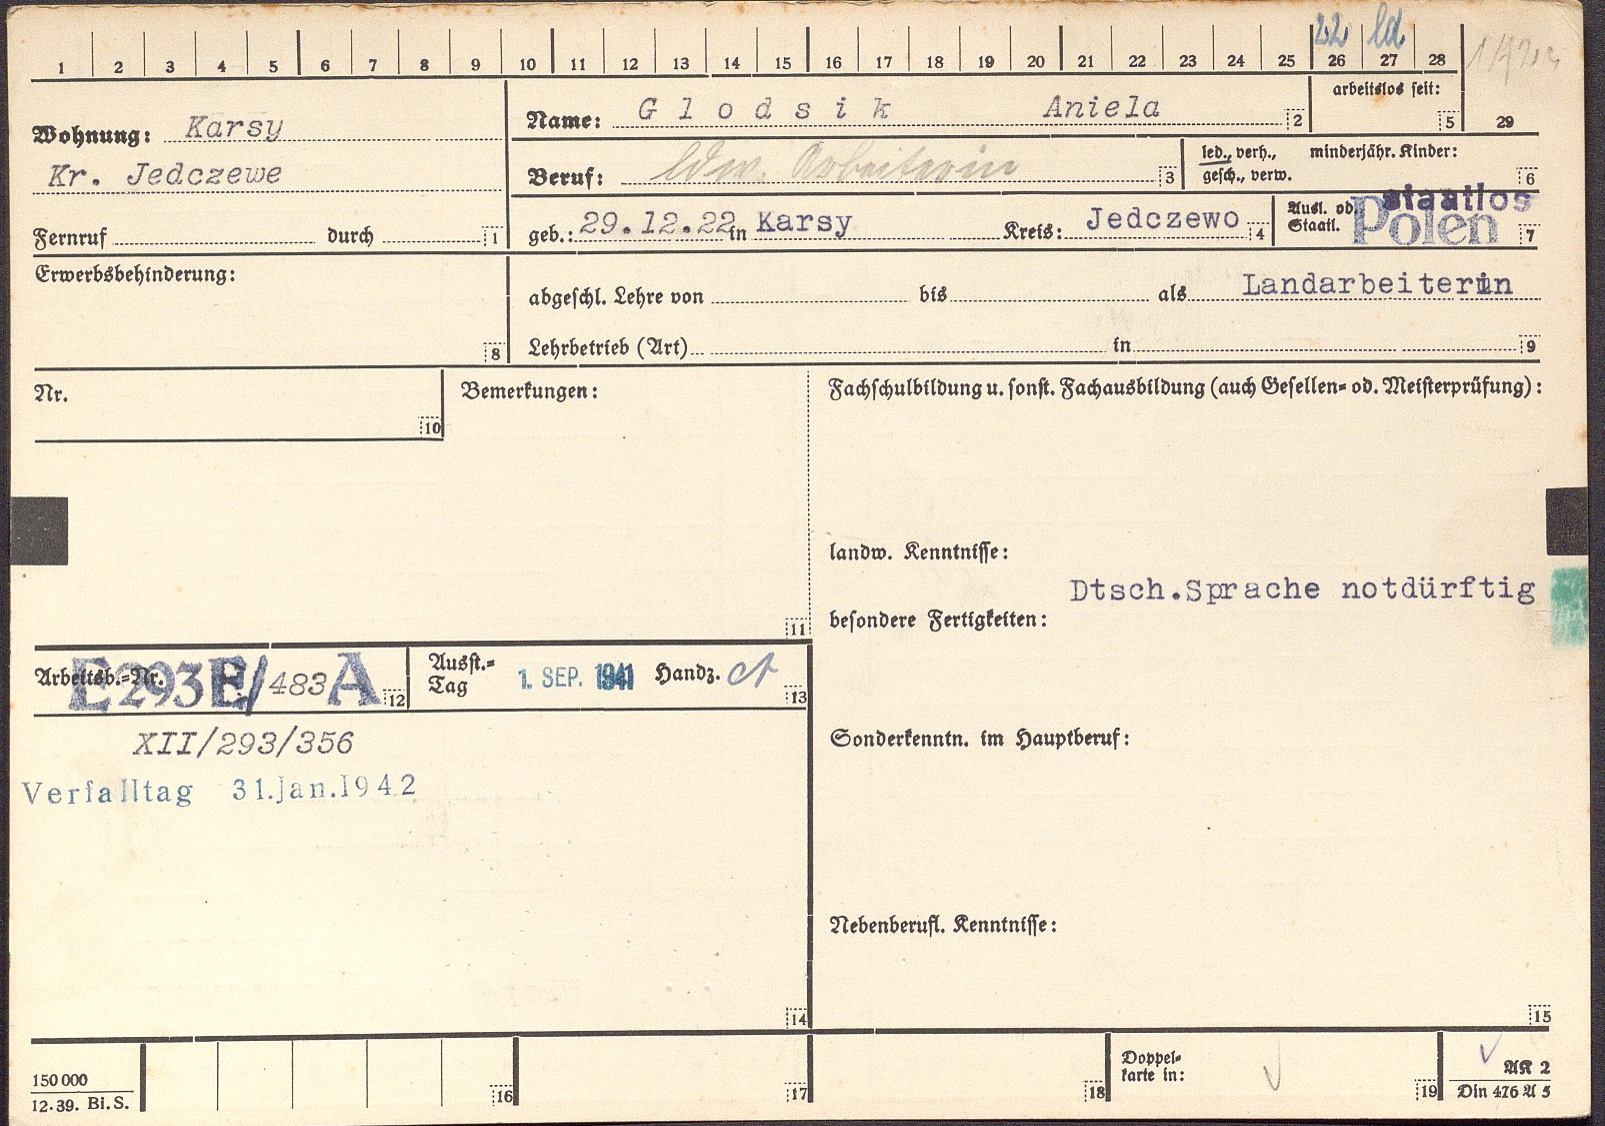 22 ld
1 2 3 4 5 6 7 8 9 10 11 12 13 14 15 16 17 18 19 20 21 22 23 24 25 26 27 28
Wohnung: Karsy
Kr. Jedczewe
Fernruf durch 1
Name: Glodsik Aniela 2
arbeitslos seit: 5
29
Beruf: ldw. Arbeiterin 3
led., verh., minderjähr. Kinder:
gesch., verw. 6
geb.: 29.12.22 in Karsy Kreis: Jedczewo 4
Ausl. od. staatlos
Staatl. Polen 7
Erwerbsbehinderung:
8
abgeschl. Lehre von bis als Landarbeiterin
Lehrbetrieb (Art) in 9
Nr.
10
Bemerkungen:
11
Fachschulbildung u. sonst. Fachausbildung (auch Gesellen- od. Meisterprüfung):
landw. Kenntnisse:
Dtsch.Sprache notdürftig
besondere Fertigkeiten:
Arbeitsb.-Nr. E293E/483A 12
Ausst.-
Tag 1. SEP. 1941 Handz. 13
XII/293/356
Verfalltag 31.Jan.1942
14
Sonderkenntn. im Hauptberuf:
Nebenberufl. Kenntnisse:
15
150 000
12.39. Bi.S.
16
17
18
Doppel-
karte in:
19
AK 2
Din 476 A 5